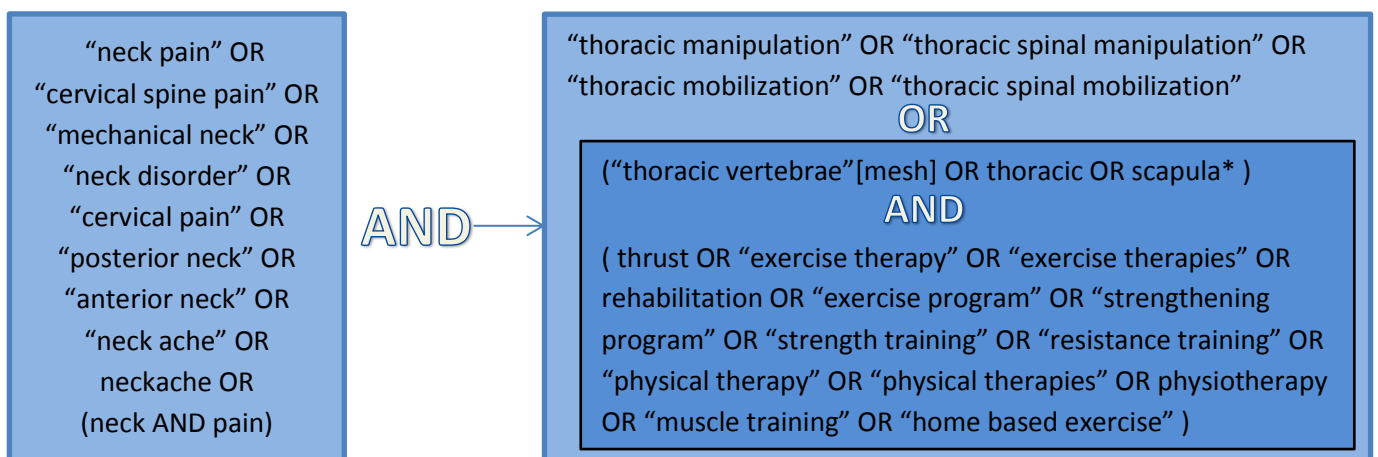 “neck pain” OR
“cervical spine pain” OR
“mechanical neck” OR
“neck disorder” OR
“cervical pain” OR
“posterior neck” OR
“anterior neck” OR
“neck ache” OR
neckache OR
(neck AND pain)
AND
“thoracic manipulation” OR “thoracic spinal manipulation” OR
“thoracic mobilization” OR “thoracic spinal mobilization”
OR
(“thoracic vertebrae”[mesh] OR thoracic OR scapula* )
AND
( thrust OR “exercise therapy” OR “exercise therapies” OR
rehabilitation OR “exercise program” OR “strengthening
program” OR “strength training” OR “resistance training” OR
“physical therapy” OR “physical therapies” OR physiotherapy
OR “muscle training” OR “home based exercise” )